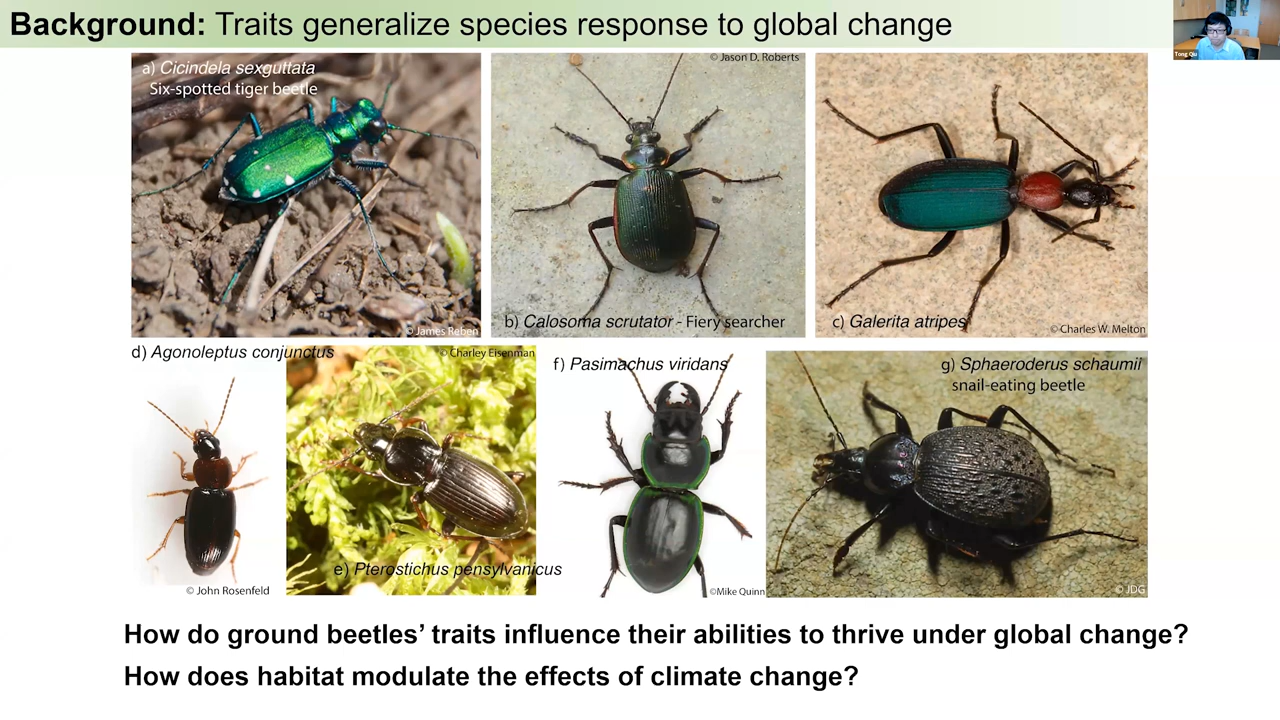 Background: Traits generalize species response to global change
Tong Qiu
a) Cicindela sexguttata
Six-spotted tiger beetle
© James Reben
© Jason D. Roberts
b) Calosoma scrutator - Fiery searcher
c) Galerita atripes
© Charles W. Melton
d) Agonoleptus conjunctus
© John Rosenfeld
© Charley Eisenman
e) Pterostichus pensylvanicus
f) Pasimachus viridans
©Mike Quinn
g) Sphaeroderus schaumii
snail-eating beetle
© JDG
How do ground beetles’ traits influence their abilities to thrive under global change?
How does habitat modulate the effects of climate change?